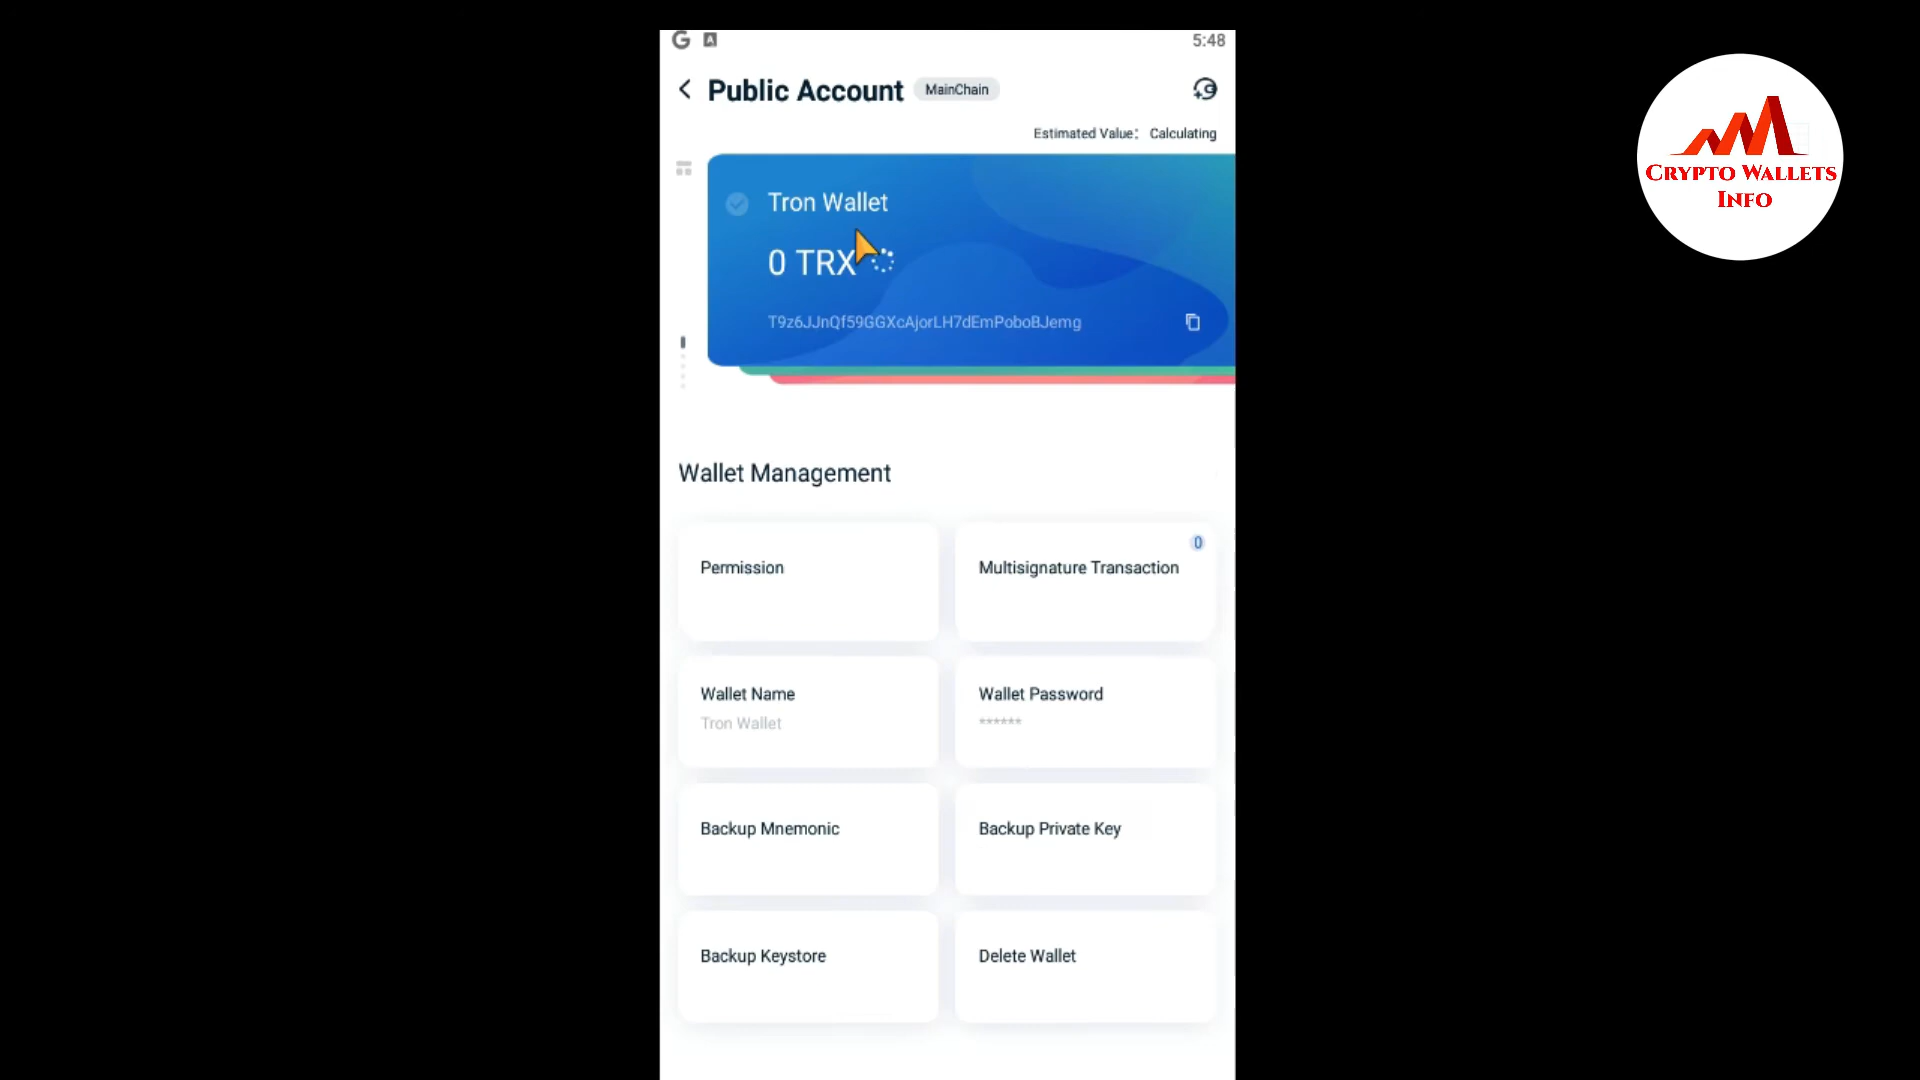 5:48
Public Account MainChain
Estimated Value: Calculating
Tron Wallet
0 TRX
T9z6JJnQf59GGXcAjorLH7dEmPoboBJemg
Wallet Management
Permission
0
Multisignature Transaction
Wallet Name
Tron Wallet
Wallet Password
******
Backup Mnemonic
Backup Private Key
Backup Keystore
Delete Wallet
CRYPTO WALLETS
INFO